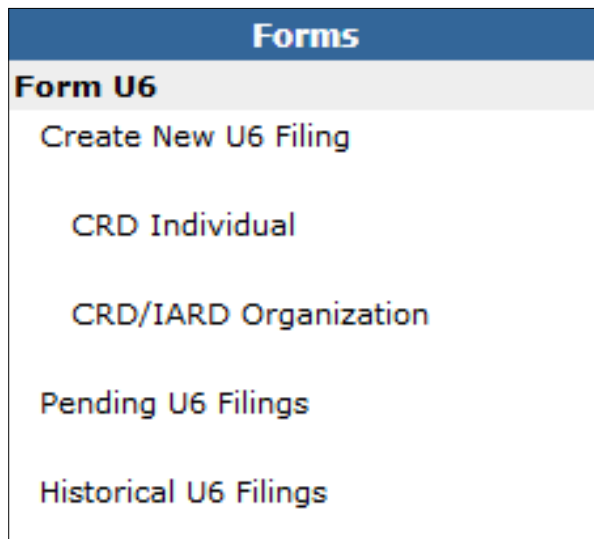 Forms
Form U6
Create New U6 Filing
CRD Individual
CRD/IARD Organization
Pending U6 Filings
Historical U6 Filings